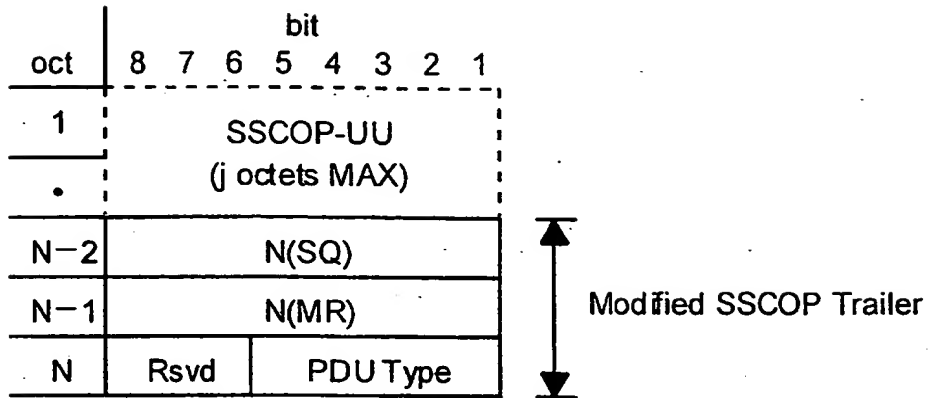 bit
oct 8 7 6 5 4 3 2 1
1 SSCOP-UU
• (j octets MAX)
N-2 N(SQ)
N-1 N(MR) Modified SSCOP Trailer
N Rsvd PDU Type